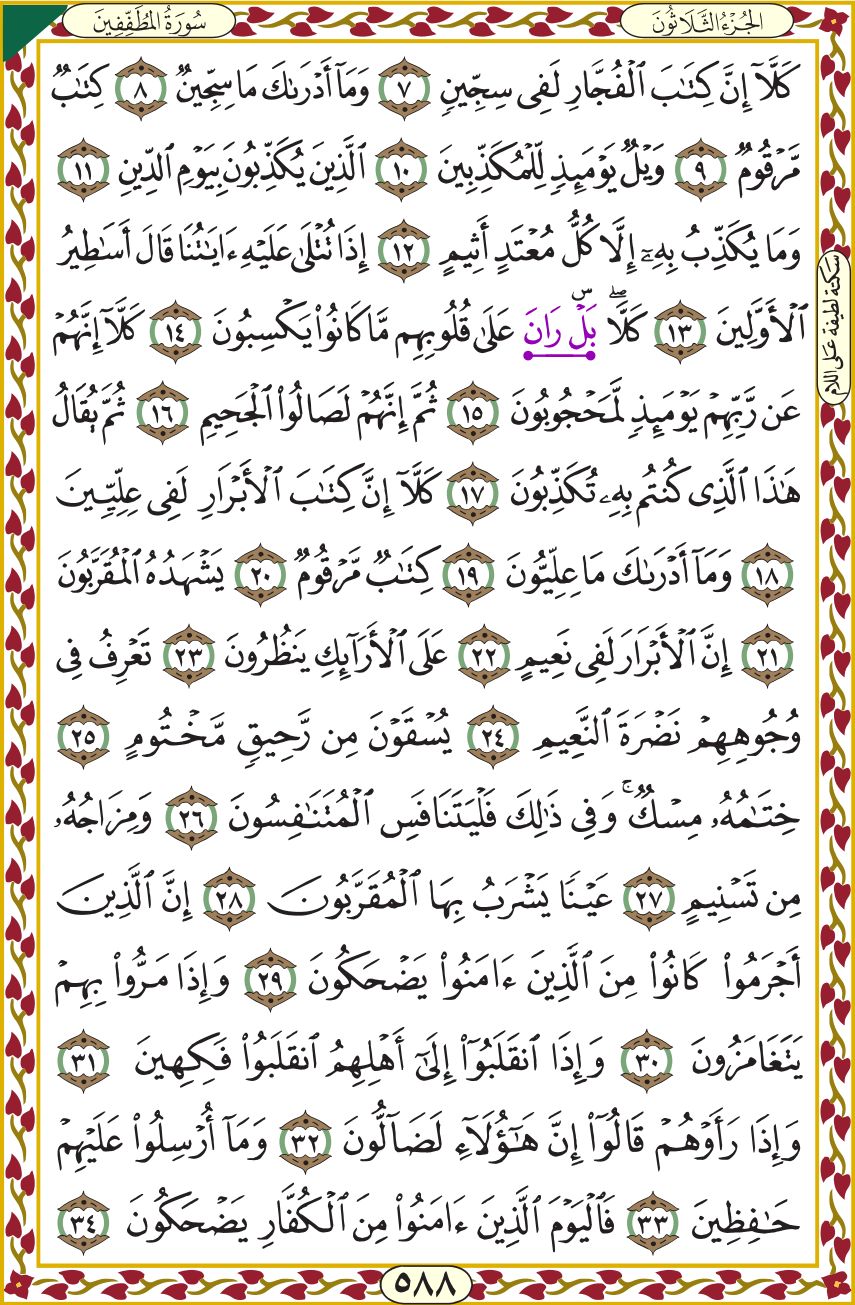 سُورَةُ المُطَفِّفِينَ
الجُزْءُ الثَّلَاثُونَ
كَلَّآ إِنَّ كِتَٰبَ ٱلْفُجَّارِ لَفِى سِجِّينٍ ٧ وَمَآ أَدْرَىٰكَ مَا سِجِّينٌ ٨ كِتَٰبٌ
مَّرْقُومٌ ٩ وَيْلٌ يَوْمَئِذٍ لِّلْمُكَذِّبِينَ ١٠ ٱلَّذِينَ يُكَذِّبُونَ بِيَوْمِ ٱلدِّينِ ١١
وَمَا يُكَذِّبُ بِهِۦٓ إِلَّا كُلُّ مُعْتَدٍ أَثِيمٍ ١٢ إِذَا تُتْلَىٰ عَلَيْهِ ءَايَٰتُنَا قَالَ أَسَٰطِيرُ
ٱلْأَوَّلِينَ ١٣ كَلَّاۖ بَلْۜ رَانَ عَلَىٰ قُلُوبِهِم مَّا كَانُوا۟ يَكْسِبُونَ ١٤ كَلَّآ إِنَّهُمْ
عَن رَّبِّهِمْ يَوْمَئِذٍ لَّمَحْجُوبُونَ ١٥ ثُمَّ إِنَّهُمْ لَصَالُوا۟ ٱلْجَحِيمِ ١٦ ثُمَّ يُقَالُ
هَٰذَا ٱلَّذِى كُنتُم بِهِۦ تُكَذِّبُونَ ١٧ كَلَّآ إِنَّ كِتَٰبَ ٱلْأَبْرَارِ لَفِى عِلِّيِّينَ
١٨ وَمَآ أَدْرَىٰكَ مَا عِلِّيُّونَ ١٩ كِتَٰبٌ مَّرْقُومٌ ٢٠ يَشْهَدُهُ ٱلْمُقَرَّبُونَ
٢١ إِنَّ ٱلْأَبْرَارَ لَفِى نَعِيمٍ ٢٢ عَلَى ٱلْأَرَآئِكِ يَنظُرُونَ ٢٣ تَعْرِفُ فِى
وُجُوهِهِمْ نَضْرَةَ ٱلنَّعِيمِ ٢٤ يُسْقَوْنَ مِن رَّحِيقٍ مَّخْتُومٍ ٢٥
خِتَٰمُهُۥ مِسْكٌۚ وَفِى ذَٰلِكَ فَلْيَتَنَافَسِ ٱلْمُتَنَٰفِسُونَ ٢٦ وَمِزَاجُهُۥ
مِن تَسْنِيمٍ ٢٧ عَيْنًا يَشْرَبُ بِهَا ٱلْمُقَرَّبُونَ ٢٨ إِنَّ ٱلَّذِينَ
أَجْرَمُوا۟ كَانُوا۟ مِنَ ٱلَّذِينَ ءَامَنُوا۟ يَضْحَكُونَ ٢٩ وَإِذَا مَرُّوا۟ بِهِمْ
يَتَغَامَزُونَ ٣٠ وَإِذَا ٱنقَلَبُوٓا۟ إِلَىٰٓ أَهْلِهِمُ ٱنقَلَبُوا۟ فَكِهِينَ ٣١
وَإِذَا رَأَوْهُمْ قَالُوٓا۟ إِنَّ هَٰٓؤُلَآءِ لَضَآلُّونَ ٣٢ وَمَآ أُرْسِلُوا۟ عَلَيْهِمْ
حَٰفِظِينَ ٣٣ فَٱلْيَوْمَ ٱلَّذِينَ ءَامَنُوا۟ مِنَ ٱلْكُفَّارِ يَضْحَكُونَ ٣٤
سكتة لطيفة على اللام
٥٨٨